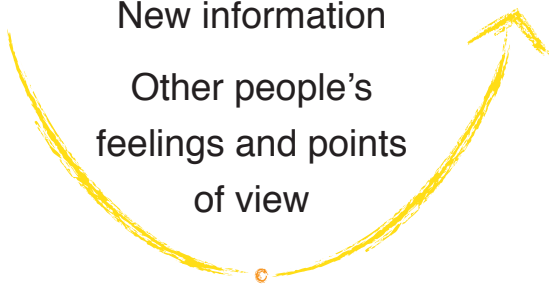 New information
Other people’s
feelings and points
of view